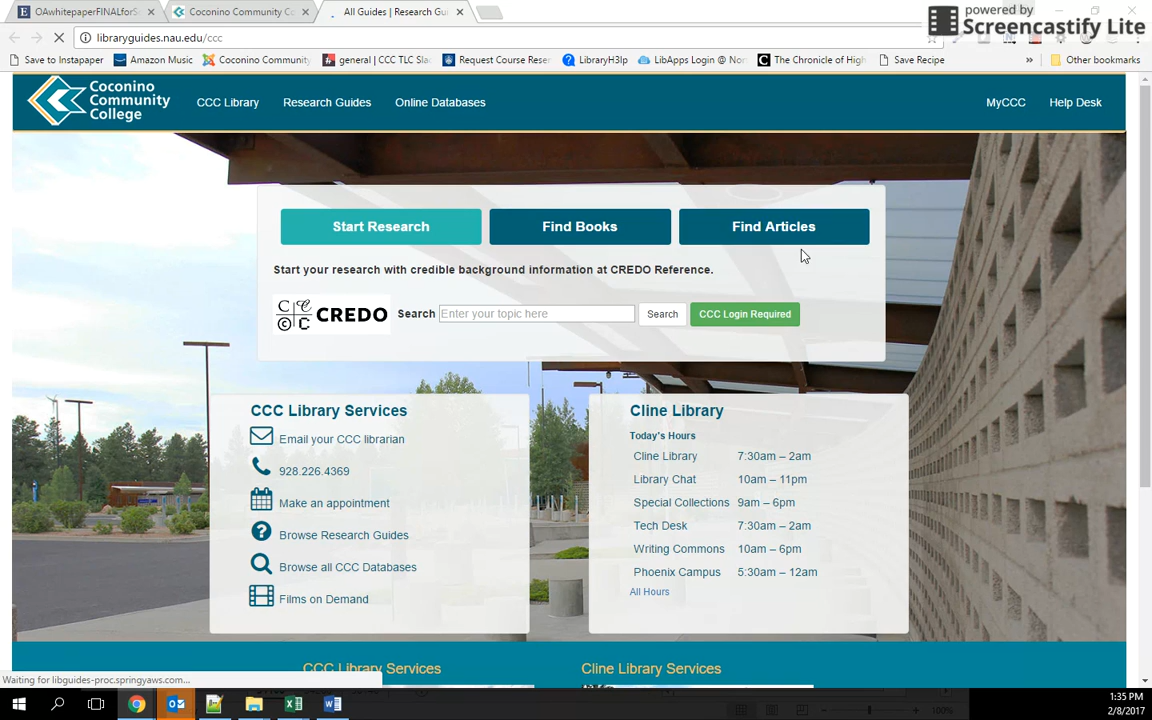 OAwhitepaperFINALforS
Coconino Community C
All Guides | Research Gui
powered by
Screencastify Lite
libraryguides.nau.edu/ccc
Save to Instapaper
Amazon Music
Coconino Community
general | CCC TLC Sla
Request Course Reser
LibraryH3lp
LibApps Login @ Nor
The Chronicle of High
Save Recipe
»
Other bookmarks
Coconino
Community
College
CCC Library
Research Guides
Online Databases
MyCCC
Help Desk
Start Research
Find Books
Find Articles
Start your research with credible background information at CREDO Reference.
CREDO
Search
Enter your topic here
Search
CCC Login Required
CCC Library Services
Email your CCC librarian
928.226.4369
Make an appointment
Browse Research Guides
Browse all CCC Databases
Films on Demand
Cline Library
Today's Hours
Cline Library 7:30am – 2am
Library Chat 10am – 11pm
Special Collections 9am – 6pm
Tech Desk 7:30am – 2am
Writing Commons 10am – 6pm
Phoenix Campus 5:30am – 12am
All Hours
CCC Library Services
Cline Library Services
Waiting for libguides-proc.springyaws.com...
100%
1:35 PM
2/8/2017